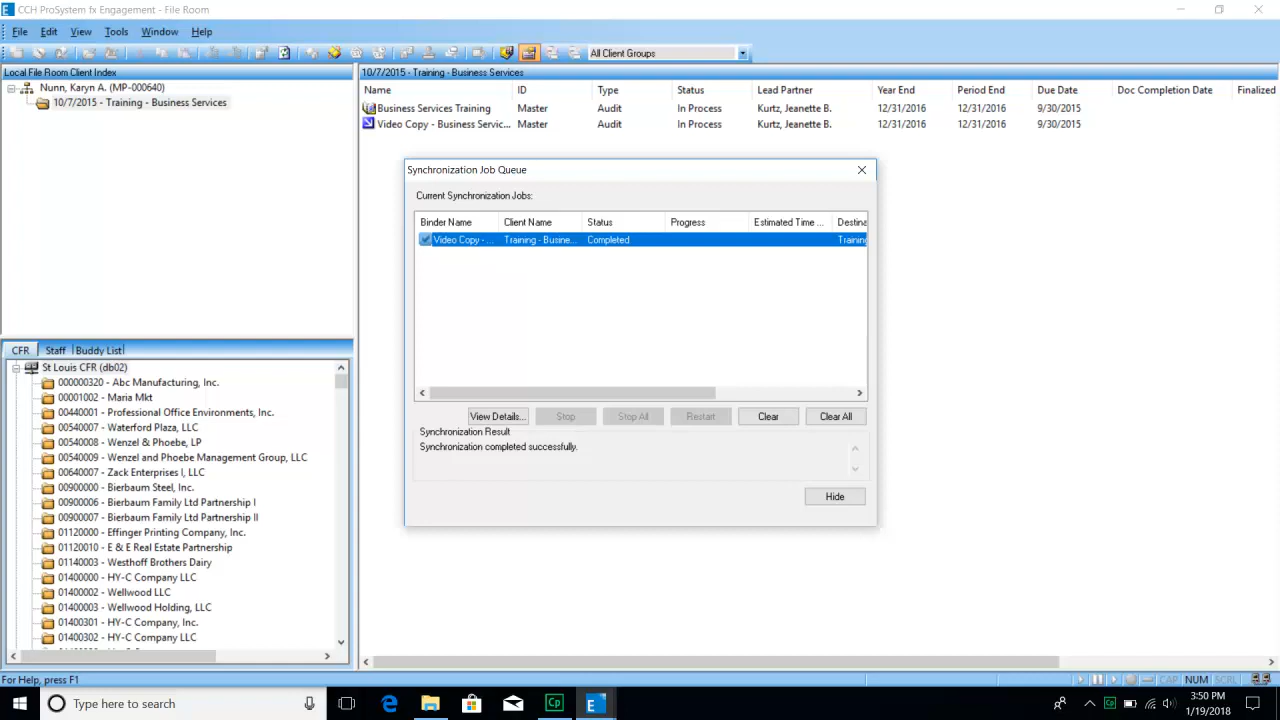 CCH ProSystem fx Engagement - File Room
File Edit View Tools Window Help
All Client Groups
Local File Room Client Index
Nunn, Karyn A. (MP-000640)
10/7/2015 - Training - Business Services
10/7/2015 - Training - Business Services
Name ID Type Status Lead Partner Year End Period End Due Date Doc Completion Date Finalized
Business Services Training Master Audit In Process Kurtz, Jeanette B. 12/31/2016 12/31/2016 9/30/2015
Video Copy - Business Servic... Master Audit In Process Kurtz, Jeanette B. 12/31/2016 12/31/2016 9/30/2015
Synchronization Job Queue
Current Synchronization Jobs:
Binder Name Client Name Status Progress Estimated Time ... Destina
Video Copy - ... Training - Busine... Completed Training
View Details... Stop Stop All Restart Clear Clear All
Synchronization Result
Synchronization completed successfully.
Hide
CFR Staff Buddy List
St Louis CFR (db02)
000000320 - Abc Manufacturing, Inc.
00001002 - Maria Mkt
00440001 - Professional Office Environments, Inc.
00540007 - Waterford Plaza, LLC
00540008 - Wenzel & Phoebe, LP
00540009 - Wenzel and Phoebe Management Group, LLC
00640007 - Zack Enterprises I, LLC
00900000 - Bierbaum Steel, Inc.
00900006 - Bierbaum Family Ltd Partnership I
00900007 - Bierbaum Family Ltd Partnership II
01120000 - Effinger Printing Company, Inc.
01120010 - E & E Real Estate Partnership
01140003 - Westhoff Brothers Dairy
01400000 - HY-C Company LLC
01400002 - Wellwood LLC
01400003 - Wellwood Holding, LLC
01400301 - HY-C Company, Inc.
01400302 - HY-C Company LLC
For Help, press F1
CAP NUM SCRL
Type here to search
Cp
Cp
3:50 PM
1/19/2018